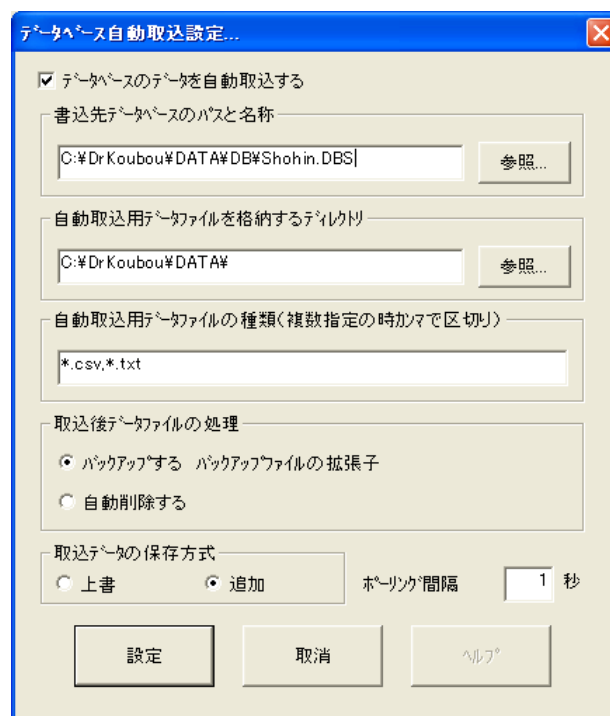 ﾃﾞｰﾀﾍﾞｰｽ自動取込設定...
ﾃﾞｰﾀﾍﾞｰｽのﾃﾞｰﾀを自動取込する
書込先ﾃﾞｰﾀﾍﾞｰｽのﾊﾟｽと名称
C:¥DrKoubou¥DATA¥DB¥Shohin.DBS
参照...
自動取込用ﾃﾞｰﾀﾌｧｲﾙを格納するﾃﾞｨﾚｸﾄﾘ
C:¥DrKoubou¥DATA¥
参照...
自動取込用ﾃﾞｰﾀﾌｧｲﾙの種類(複数指定の時ｶﾝﾏで区切り)
*.csv,*.txt
取込後ﾃﾞｰﾀﾌｧｲﾙの処理
ﾊﾞｯｸｱｯﾌﾟする ﾊﾞｯｸｱｯﾌﾟﾌｧｲﾙの拡張子
自動削除する
取込ﾃﾞｰﾀの保存方式
上書 追加 ﾎﾟｰﾘﾝｸﾞ間隔 1 秒
設定 取消 ﾍﾙﾌﾟ